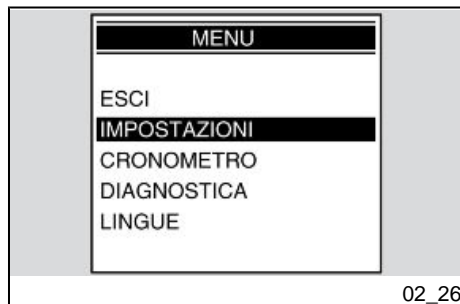 MENU
ESCI
IMPOSTAZIONI
CRONOMETRO
DIAGNOSTICA
LINGUE
02_26